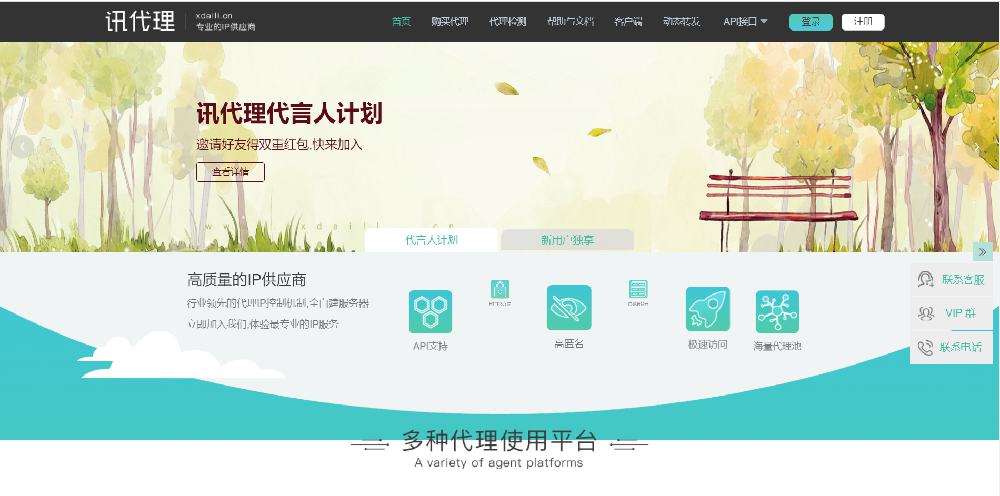 讯代理
xdaili.cn
专业的IP供应商
首页
购买代理
代理检测
帮助与文档
客户端
动态转发
API接口
登录
注册
讯代理代言人计划
邀请好友得双重红包,快来加入
查看详情
www.xdaili.cn
代言人计划
新用户独享
高质量的IP供应商
行业领先的代理IP控制机制,全自建服务器
立即加入我们,体验最专业的IP服务
API支持
HTTPS支持
高匿名
自建服务器
极速访问
海量代理池
联系客服
VIP 群
联系电话
多种代理使用平台
A variety of agent platforms